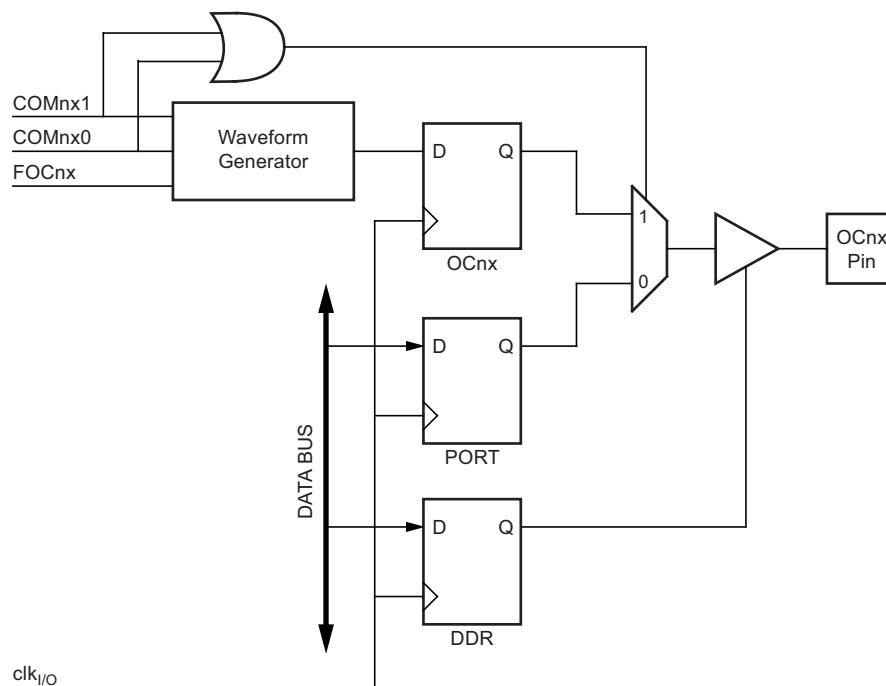 COMnx1
COMnx0
FOCnx
Waveform
Generator
D
Q
OCnx
1
0
OCnx
Pin
D
Q
PORT
DATA BUS
D
Q
DDR
clkI/O